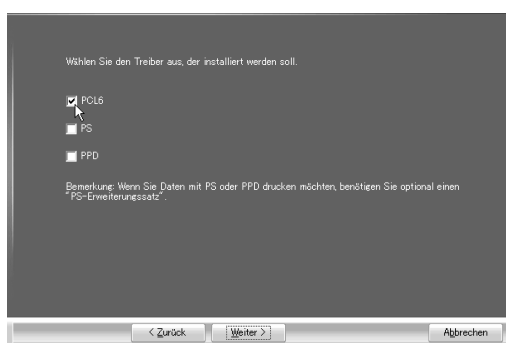 Wählen Sie den Treiber aus, der installiert werden soll.
PCL6
PS
PPD
Bemerkung: Wenn Sie Daten mit PS oder PPD drucken möchten, benötigen Sie optional einen
"PS-Erweiterungssatz".
< Zurück
Weiter >
Abbrechen